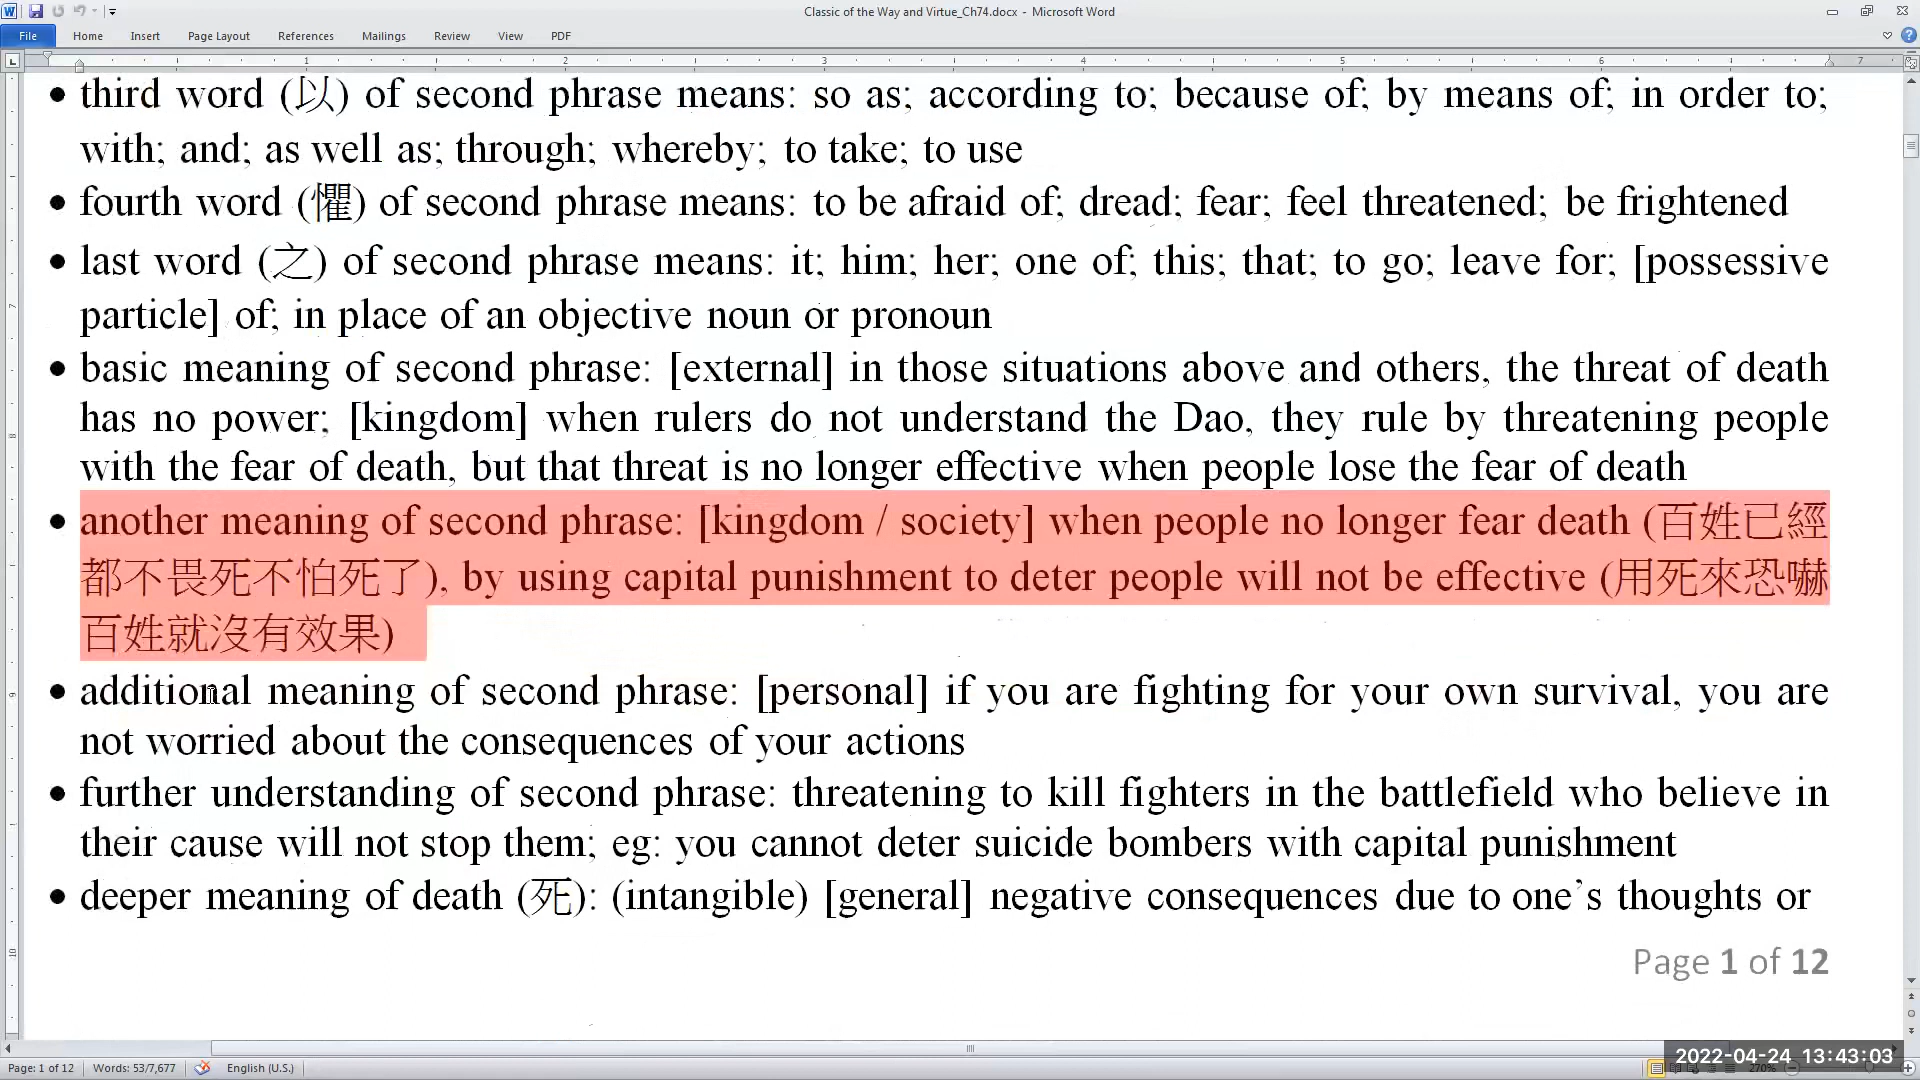 Classic of the Way and Virtue_Ch74.docx - Microsoft Word
File Home Insert Page Layout References Mailings Review View PDF
1 2 3 4 5 6 7
• third word (以) of second phrase means: so as; according to; because of; by means of; in order to;
with; and; as well as; through; whereby; to take; to use
• fourth word (懼) of second phrase means: to be afraid of; dread; fear; feel threatened; be frightened
• last word (之) of second phrase means: it; him; her; one of; this; that; to go; leave for; [possessive
particle] of; in place of an objective noun or pronoun
• basic meaning of second phrase: [external] in those situations above and others, the threat of death
has no power; [kingdom] when rulers do not understand the Dao, they rule by threatening people
with the fear of death, but that threat is no longer effective when people lose the fear of death
• another meaning of second phrase: [kingdom / society] when people no longer fear death (百姓已經
都不畏死不怕死了), by using capital punishment to deter people will not be effective (用死來恐嚇
百姓就沒有效果)
• additional meaning of second phrase: [personal] if you are fighting for your own survival, you are
not worried about the consequences of your actions
• further understanding of second phrase: threatening to kill fighters in the battlefield who believe in
their cause will not stop them; eg: you cannot deter suicide bombers with capital punishment
• deeper meaning of death (死): (intangible) [general] negative consequences due to one’s thoughts or
Page 1 of 12
Page: 1 of 12 Words: 53/7,677 English (U.S.) 270%
2022-04-24 13:43:03